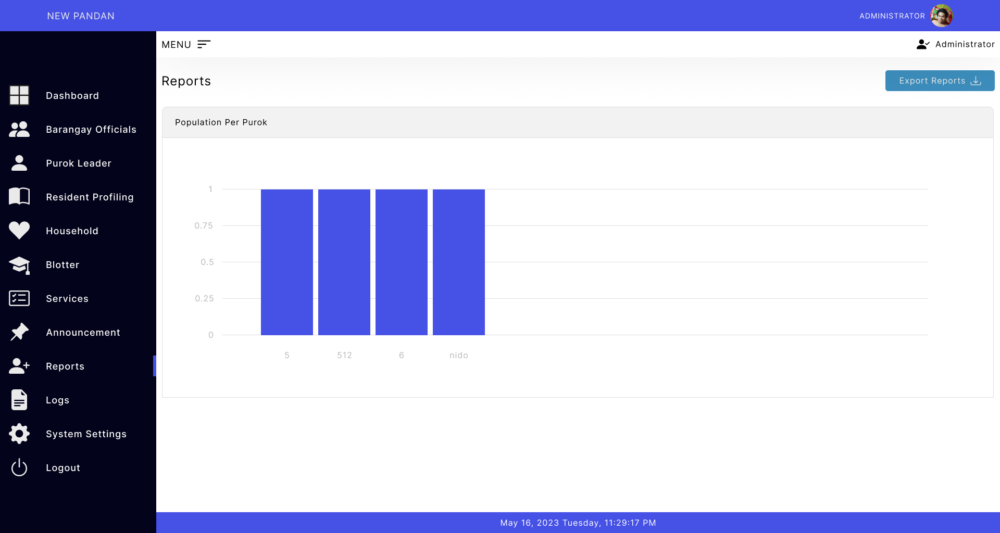 NEW PANDAN
ADMINISTRATOR
MENU
Administrator
Reports
Export Reports
Dashboard
Barangay Officials
Purok Leader
Resident Profiling
Household
Blotter
Services
Announcement
Reports
Logs
System Settings
Logout
Population Per Purok
1
0.75
0.5
0.25
0
5 512 6 nido
May 16, 2023 Tuesday, 11:29:17 PM